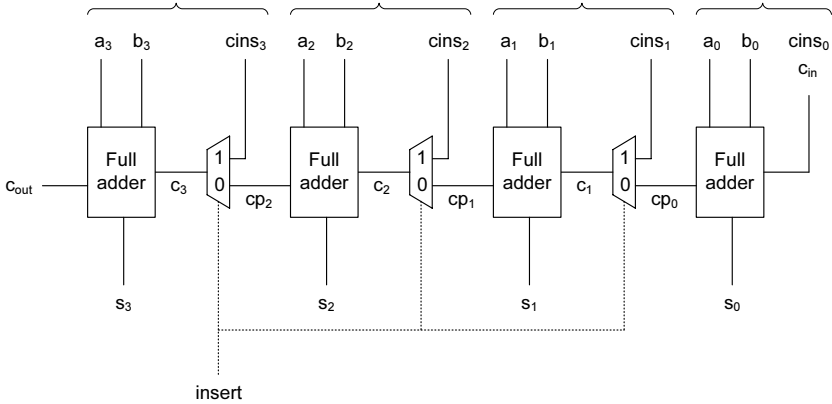 a₃ b₃ cins₃ a₂ b₂ cins₂ a₁ b₁ cins₁ a₀ b₀ cins₀
cᵢₙ
Full adder
1
0
Full adder
1
0
Full adder
1
0
Full adder
cₒᵤₜ c₃ cp₂ c₂ cp₁ c₁ cp₀
s₃ s₂ s₁ s₀
insert